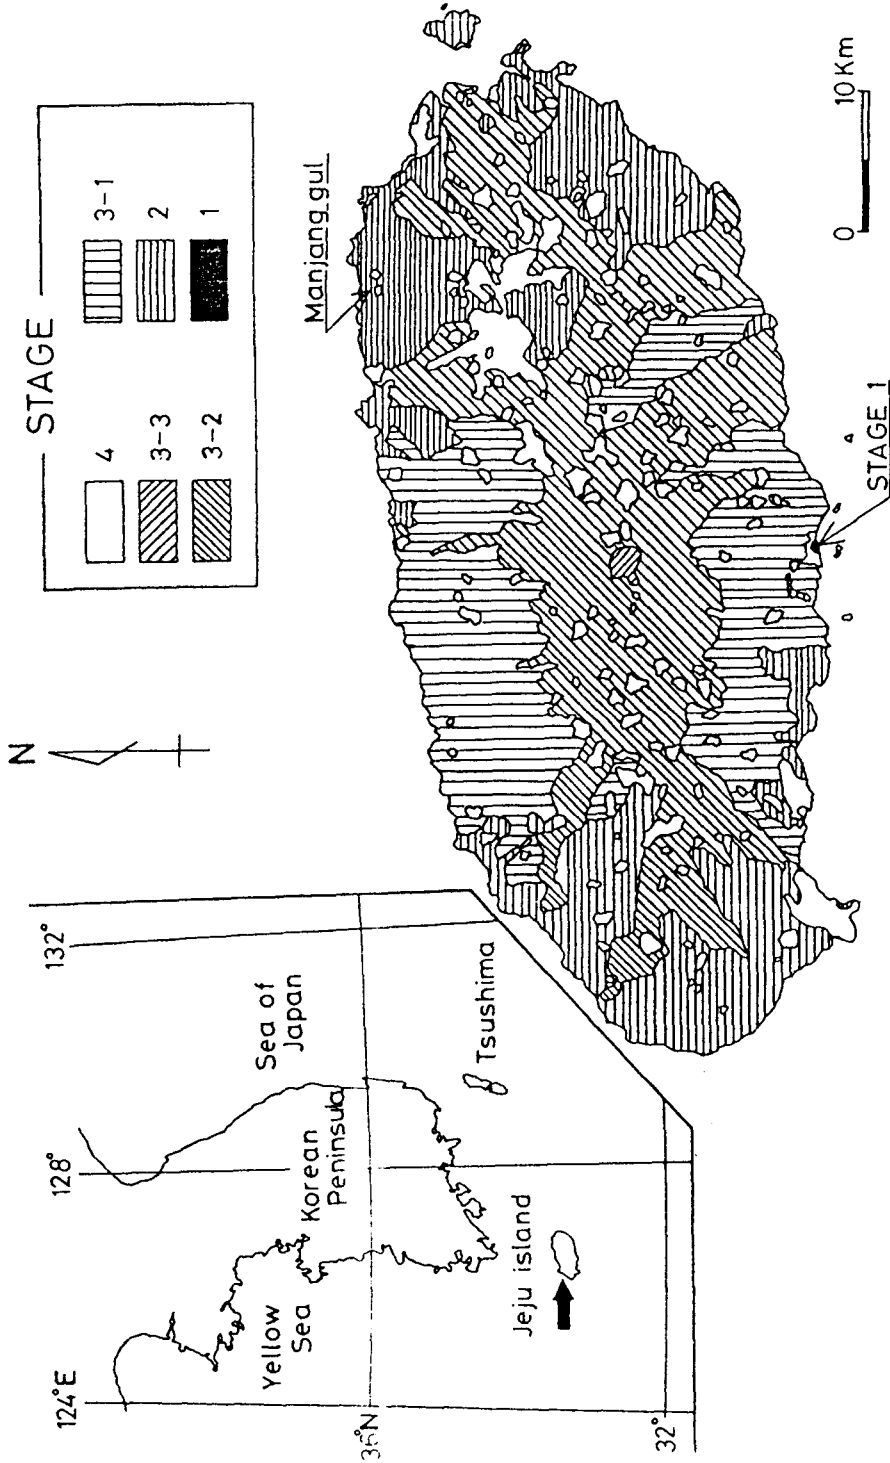 STAGE
4
3-3
3-2
3-1
2
1
N
132°
128°
124°E
36°N
32°
Sea of
Japan
Korean
Peninsula
Yellow
Sea
Tsushima
Jeju island
Manjang gul
STAGE 1
0
10 Km